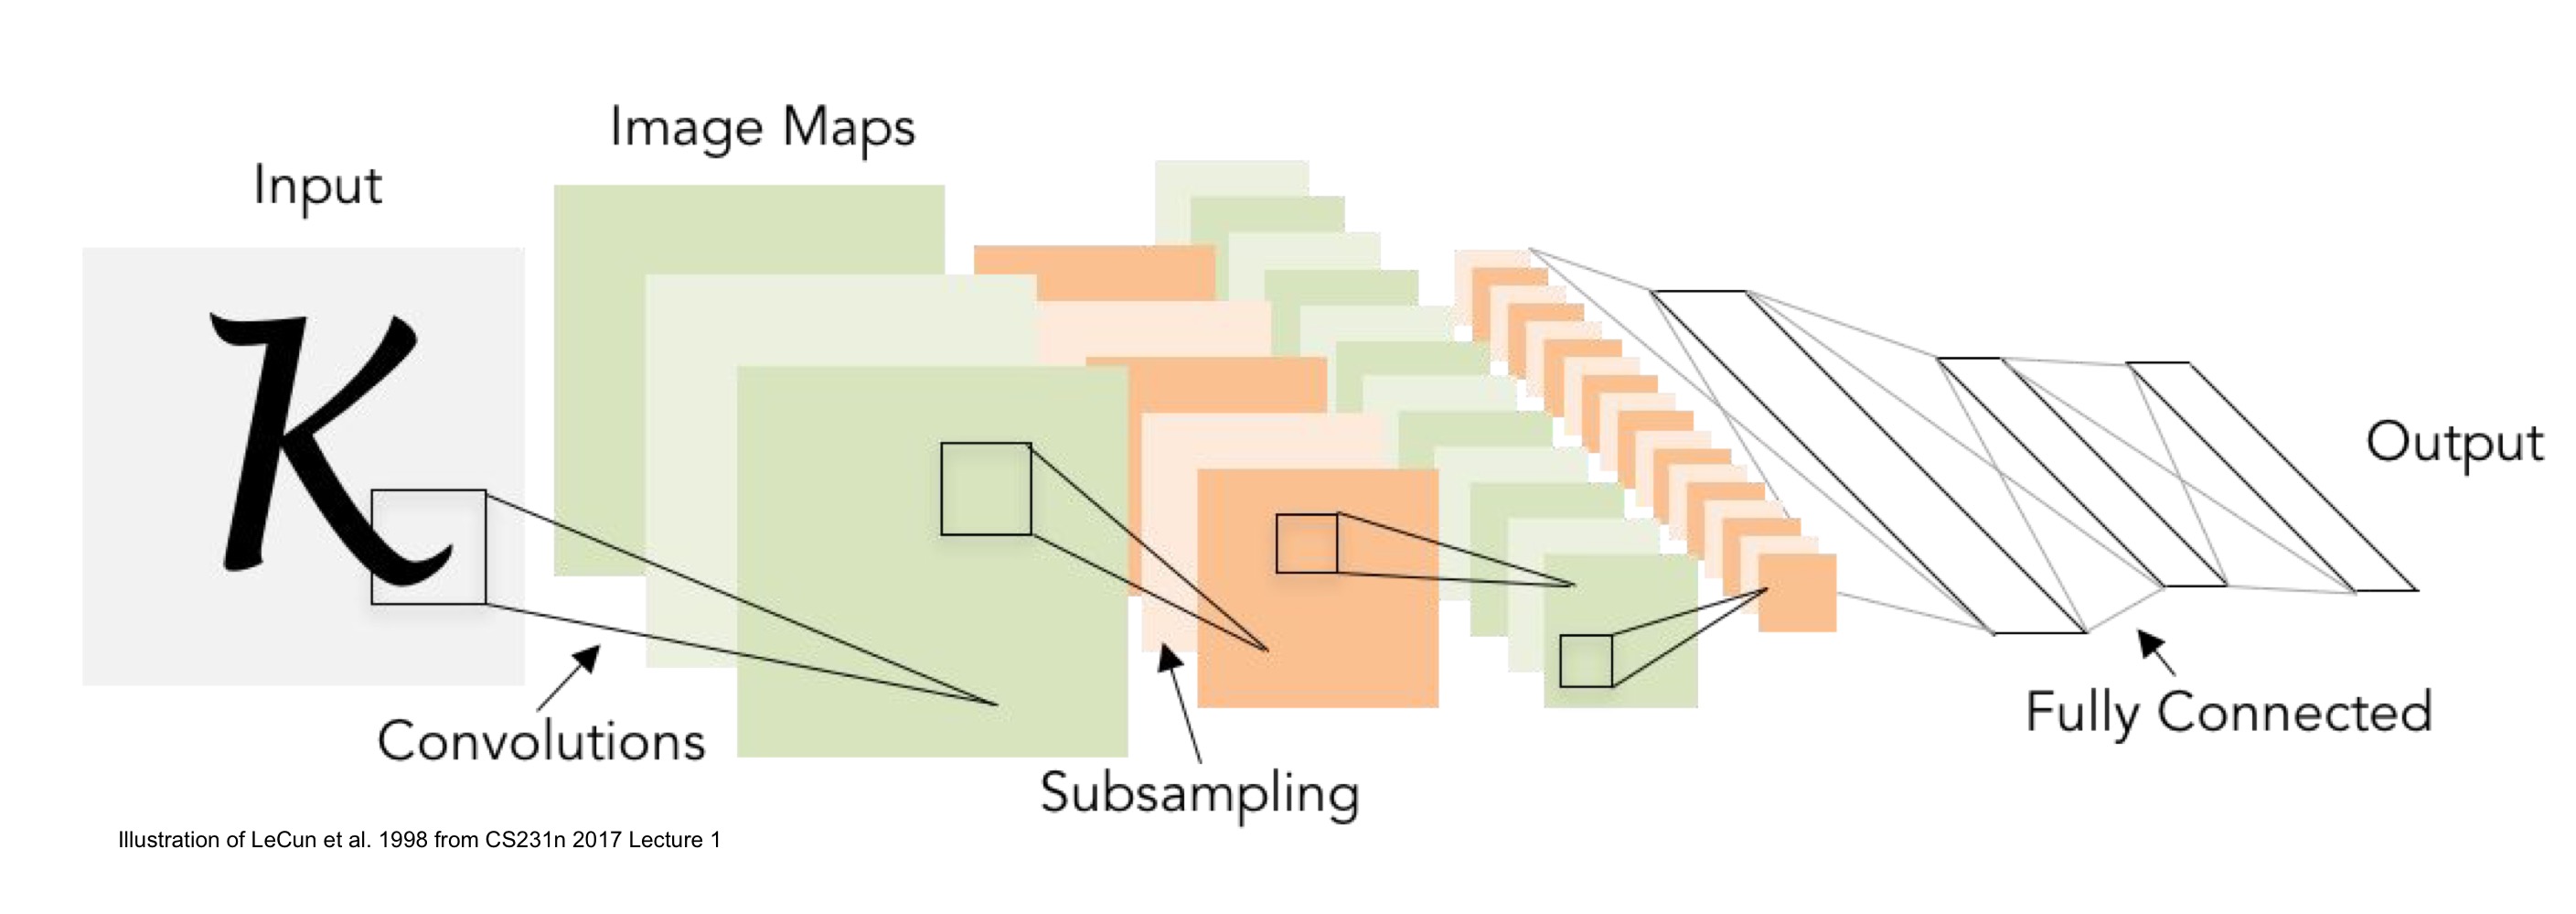 Image Maps
Input
K
Output
Convolutions
Fully Connected
Subsampling
Illustration of LeCun et al. 1998 from CS231n 2017 Lecture 1